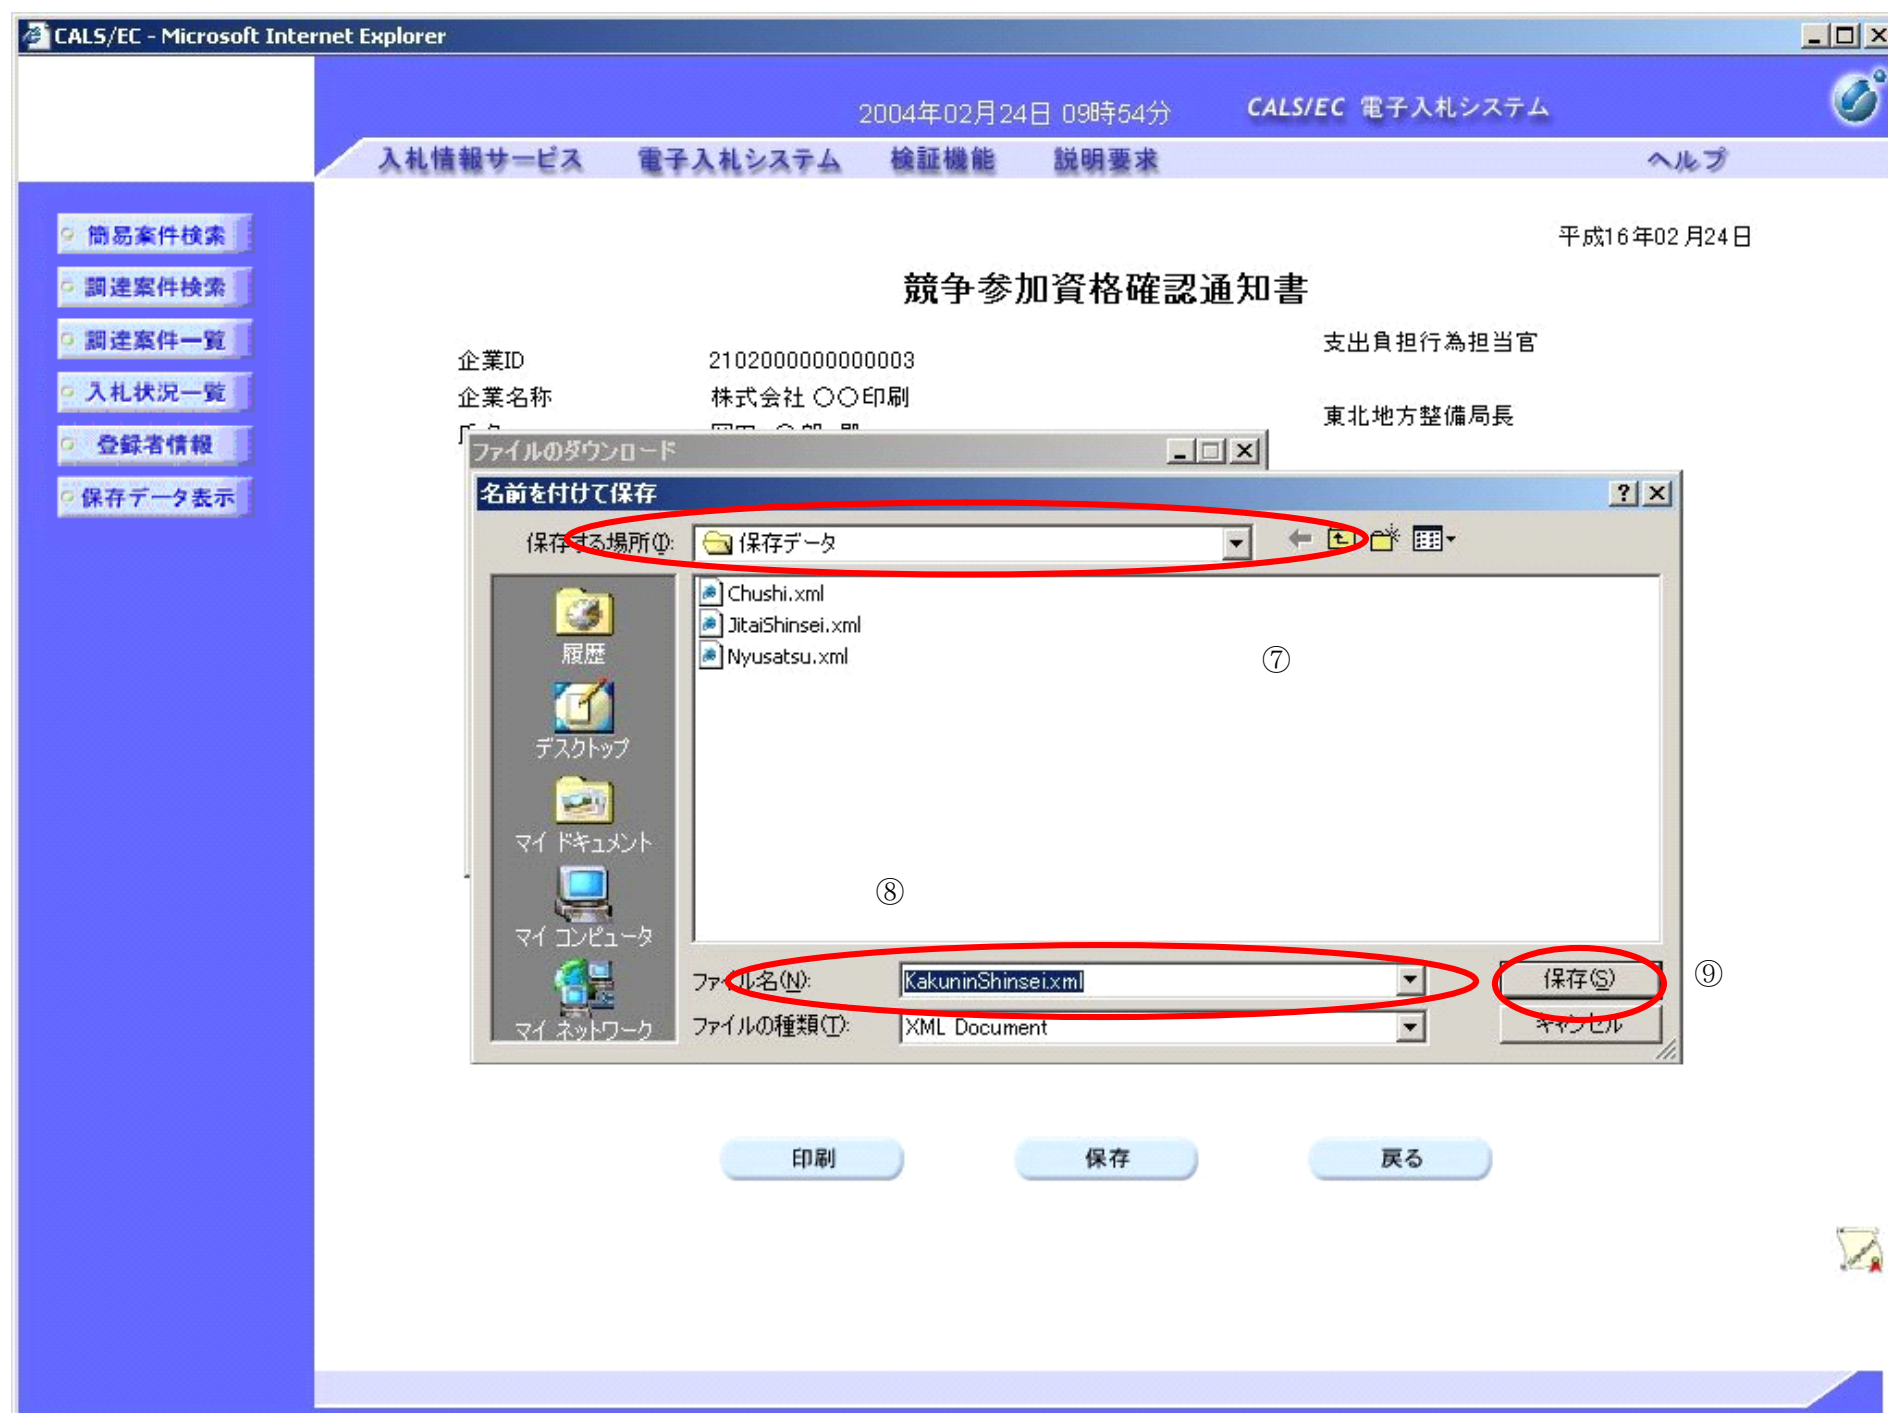 CALS/EC - Microsoft Internet Explorer
2004年02月24日 09時54分
CALS/EC 電子入札システム
入札情報サービス 電子入札システム 検証機能 説明要求 ヘルプ
簡易案件検索
調達案件検索
調達案件一覧
入札状況一覧
登録者情報
保存データ表示
平成16年02月24日
競争参加資格確認通知書
支出負担行為担当官
企業ID 2102000000000003
企業名称 株式会社 〇〇印刷
東北地方整備局長
ファイルのダウンロード
名前を付けて保存
保存する場所(I): 保存データ
Chushi.xml
JitaiShinsei.xml
Nyusatsu.xml
⑦
履歴
デスクトップ
マイ ドキュメント
マイ コンピュータ
マイ ネットワーク
⑧
ファイル名(N): KakuninShinsei.xml 保存(S) ⑨
ファイルの種類(T): XML Document キャンセル
印刷 保存 戻る